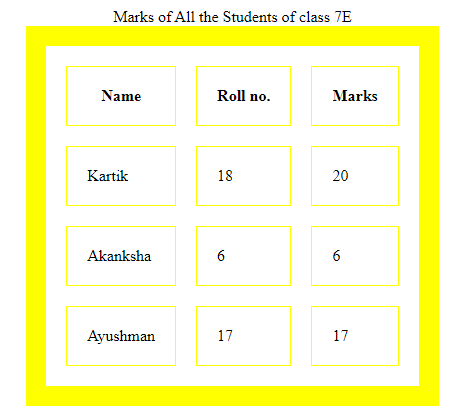 Marks of All the Students of class 7E
Name Roll no. Marks
Kartik 18 20
Akanksha 6 6
Ayushman 17 17